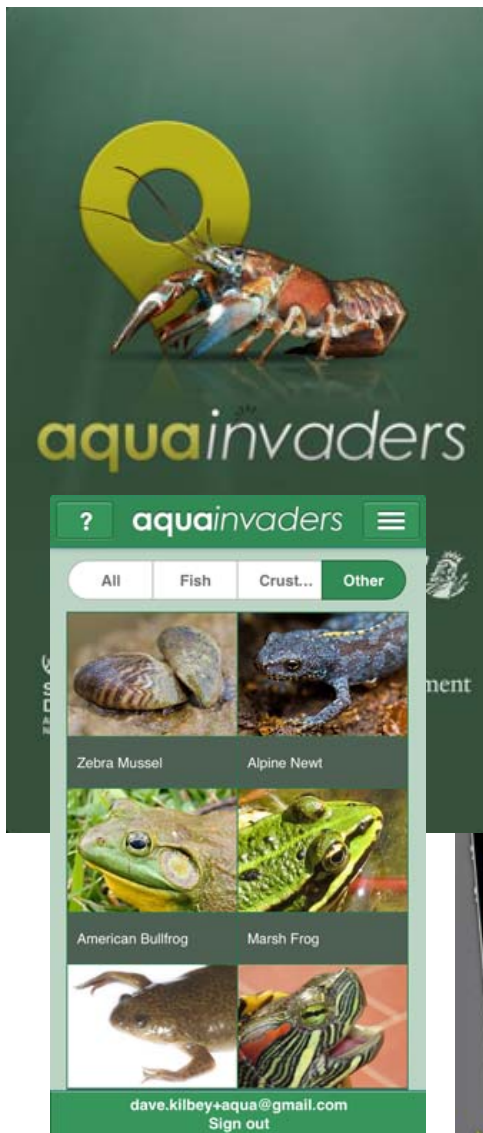 aquainvaders
? aquainvaders
All Fish Crust... Other
ment
Zebra Mussel Alpine Newt
American Bullfrog Marsh Frog
dave.kilbey+aqua@gmail.com
Sign out